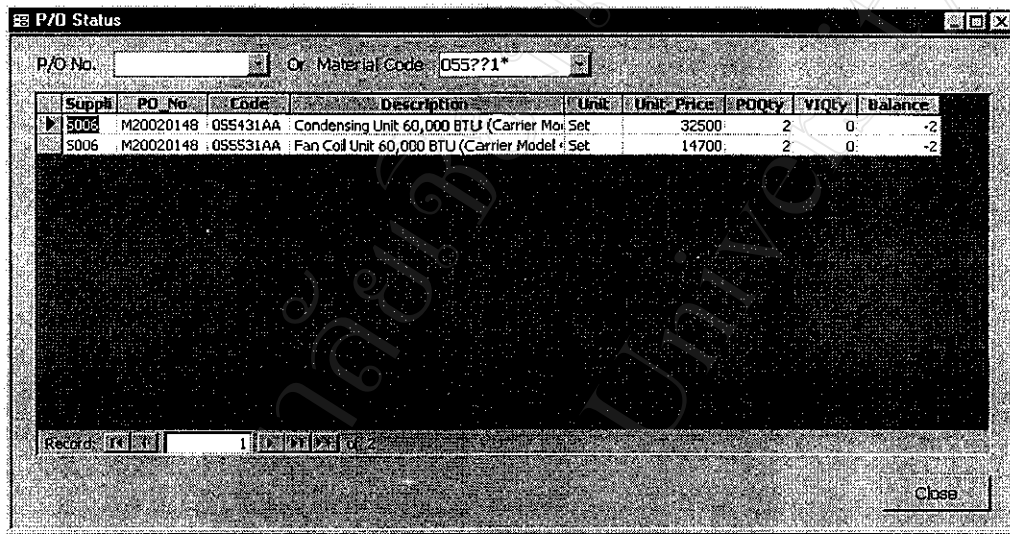 P/O Status
P/O No. Or Material Code 055??1*
Suppli PO_No Code Description Unit Unit_Price POQty VIQty Balance
S006 M20020148 055431AA Condensing Unit 60,000 BTU (Carrier Mo Set 32500 2 0 -2
S006 M20020148 055531AA Fan Coil Unit 60,000 BTU (Carrier Model Set 14700 2 0 -2
Record: 1 of 2
Close